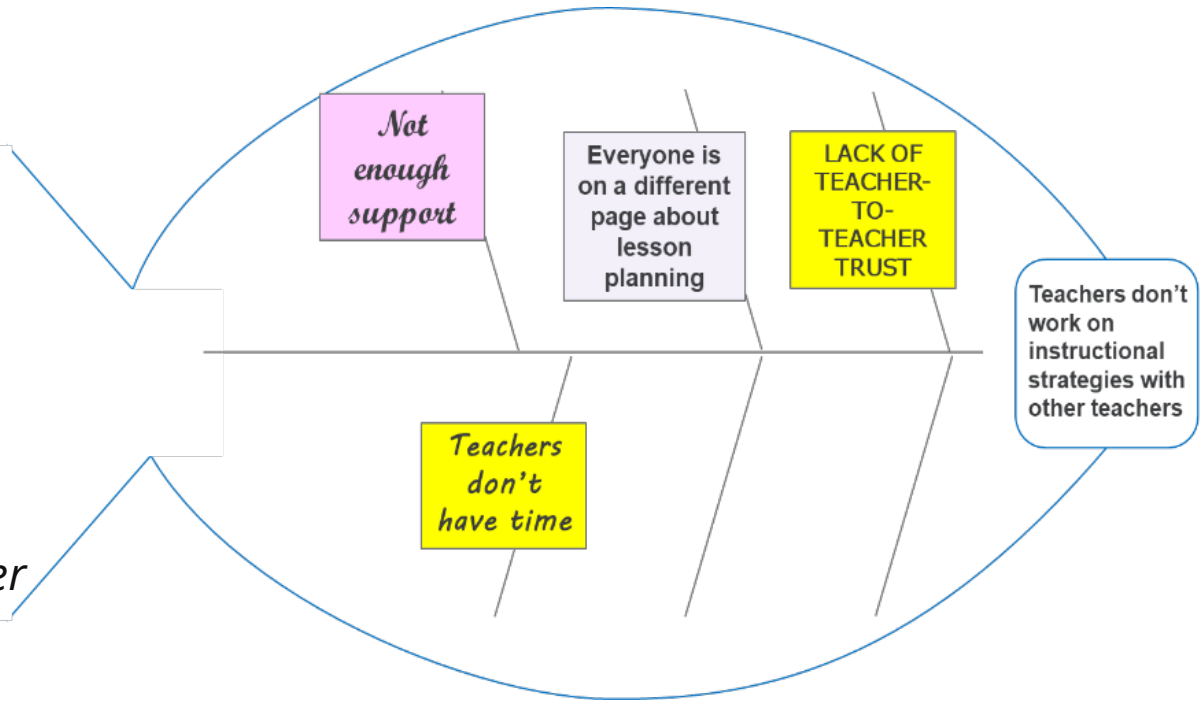 Not
enough
support
Everyone is
on a different
page about
lesson
planning
LACK OF
TEACHER-
TO-
TEACHER
TRUST
Teachers don’t
work on
instructional
strategies with
other teachers
Teachers
don’t
have time
er